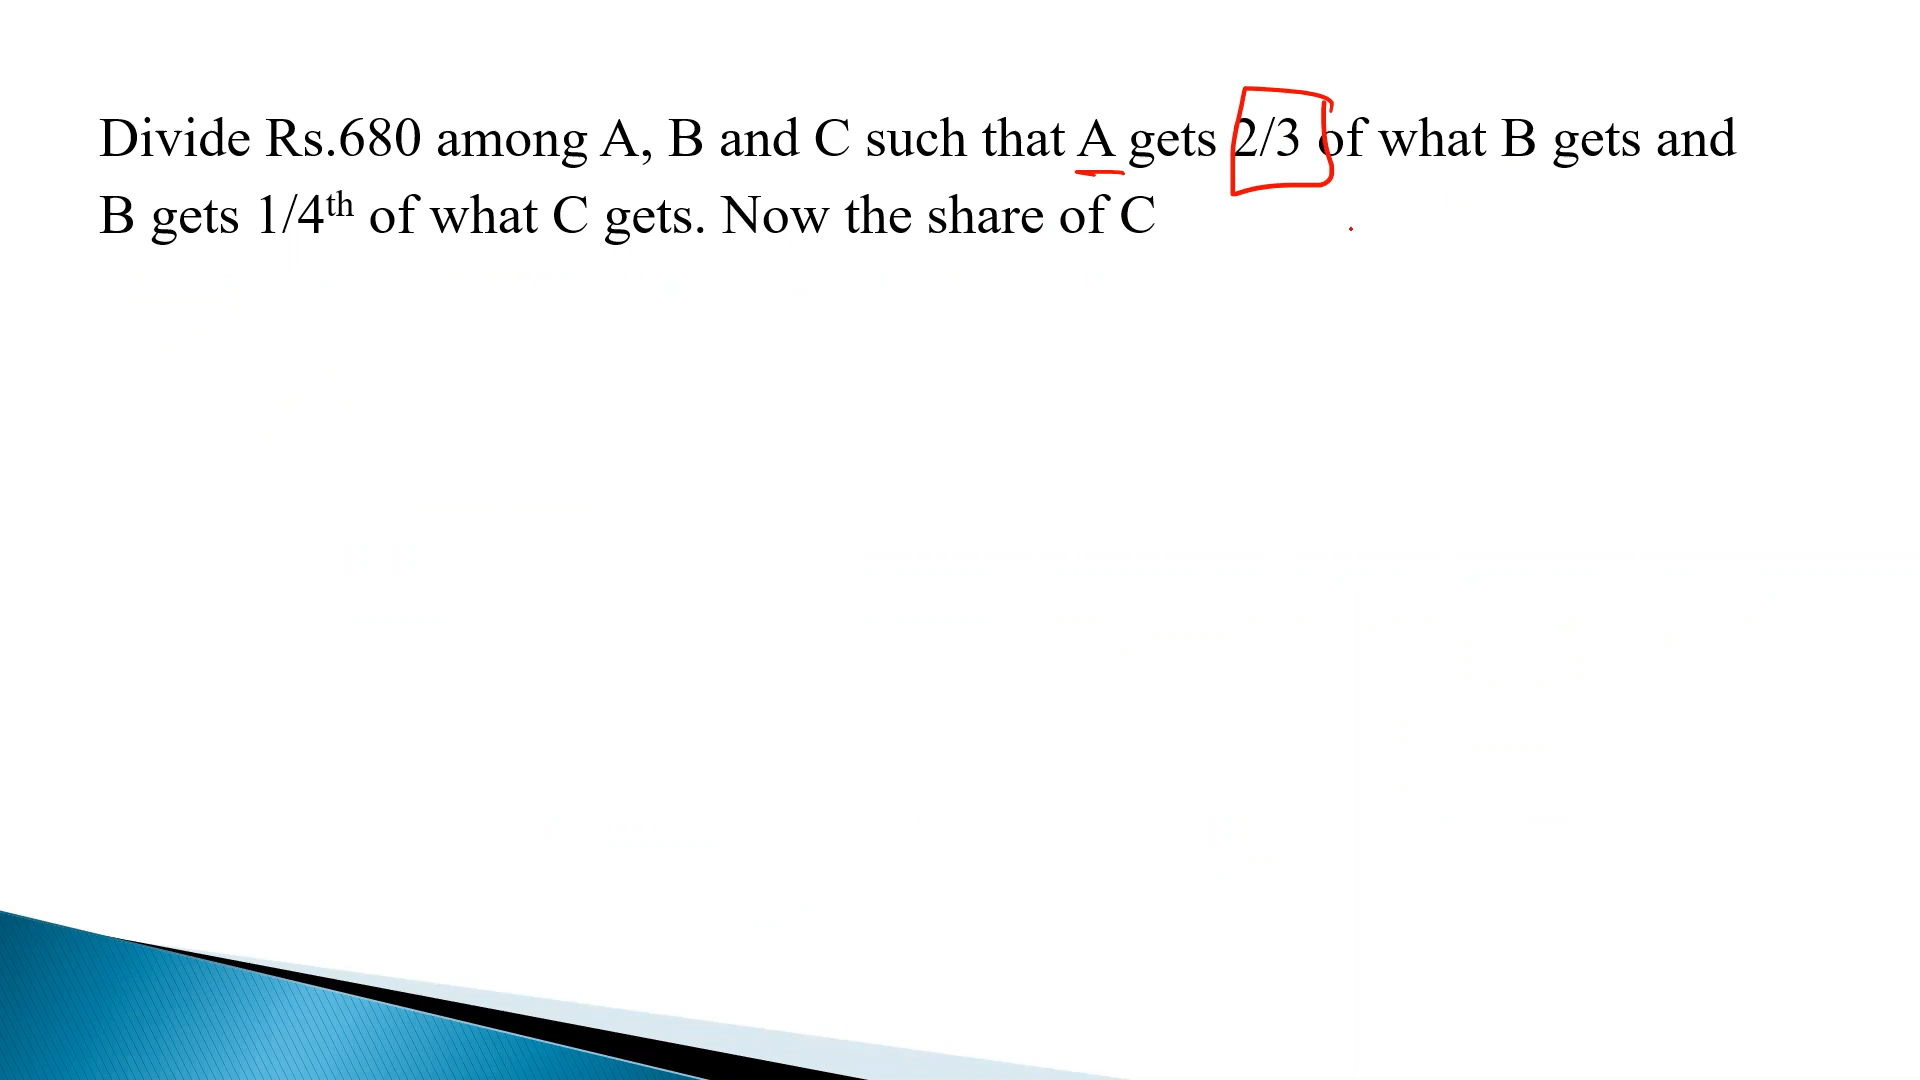 Divide Rs.680 among A, B and C such that A gets 2/3 of what B gets and
B gets 1/4th of what C gets. Now the share of C